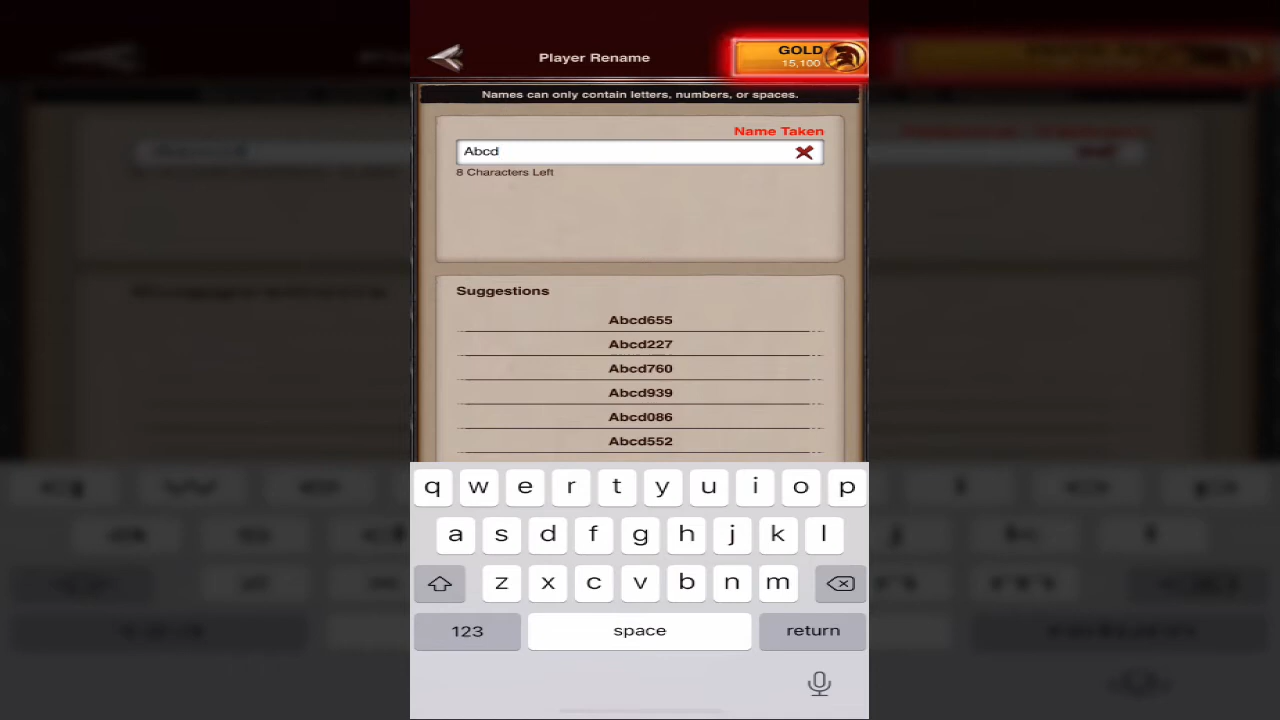 Player Rename
GOLD
15,100
Names can only contain letters, numbers, or spaces.
Name Taken
Abcd
8 Characters Left
Suggestions
Abcd655
Abcd227
Abcd760
Abcd939
Abcd086
Abcd552
q w e r t y u i o p
a s d f g h j k l
z x c v b n m
123 space return